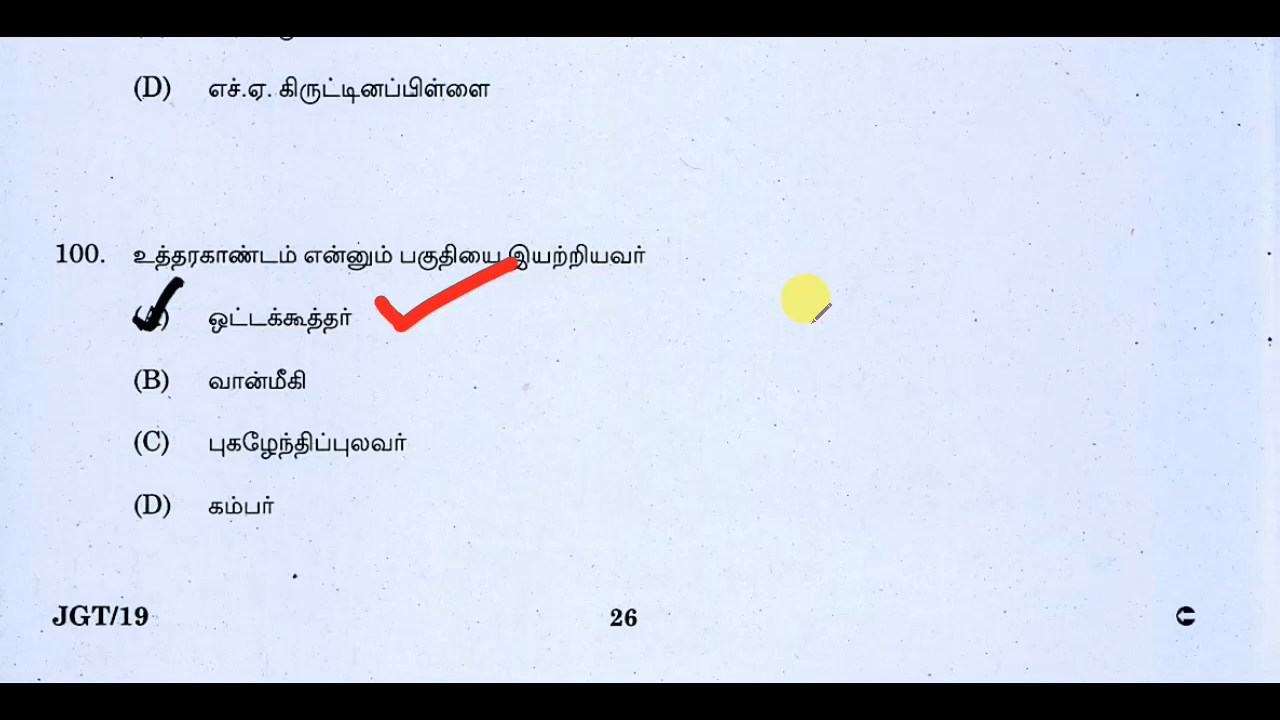 (D) எச்.ஏ. கிருட்டினப்பிள்ளை
100. உத்தரகாண்டம் என்னும் பகுதியை இயற்றியவர்
ஒட்டக்கூத்தர்
(B) வான்மீகி
(C) புகழேந்திப்புலவர்
(D) கம்பர்
JGT/19 26 C